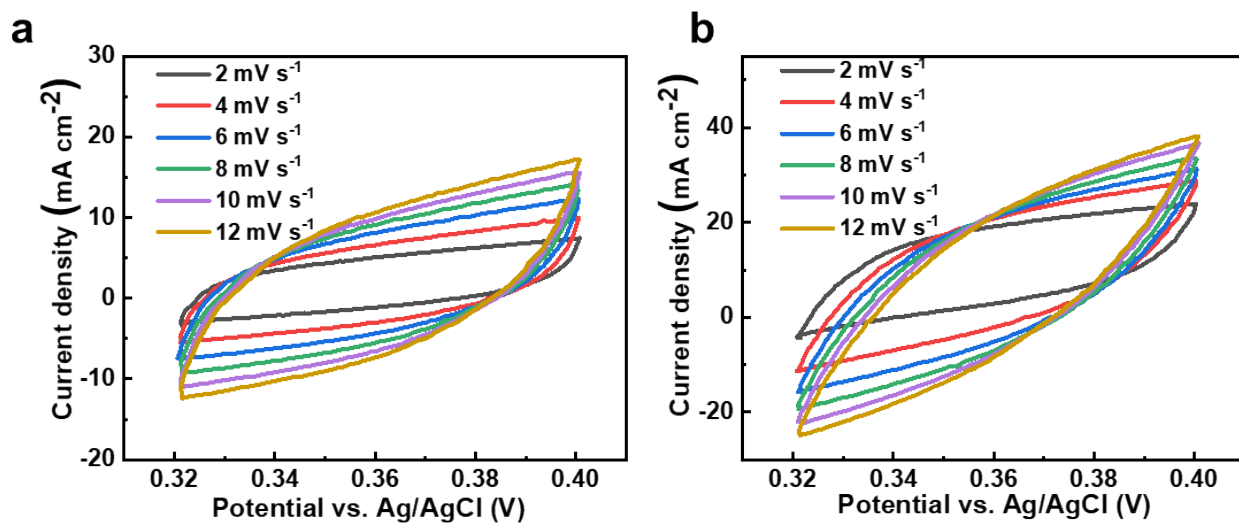 a
30
20
10
0
-10
-20
Current density (mA cm-2)
2 mV s-1
4 mV s-1
6 mV s-1
8 mV s-1
10 mV s-1
12 mV s-1
0.32 0.34 0.36 0.38 0.40
Potential vs. Ag/AgCl (V)
b
40
20
0
-20
Current density (mA cm-2)
2 mV s-1
4 mV s-1
6 mV s-1
8 mV s-1
10 mV s-1
12 mV s-1
0.32 0.34 0.36 0.38 0.40
Potential vs. Ag/AgCl (V)